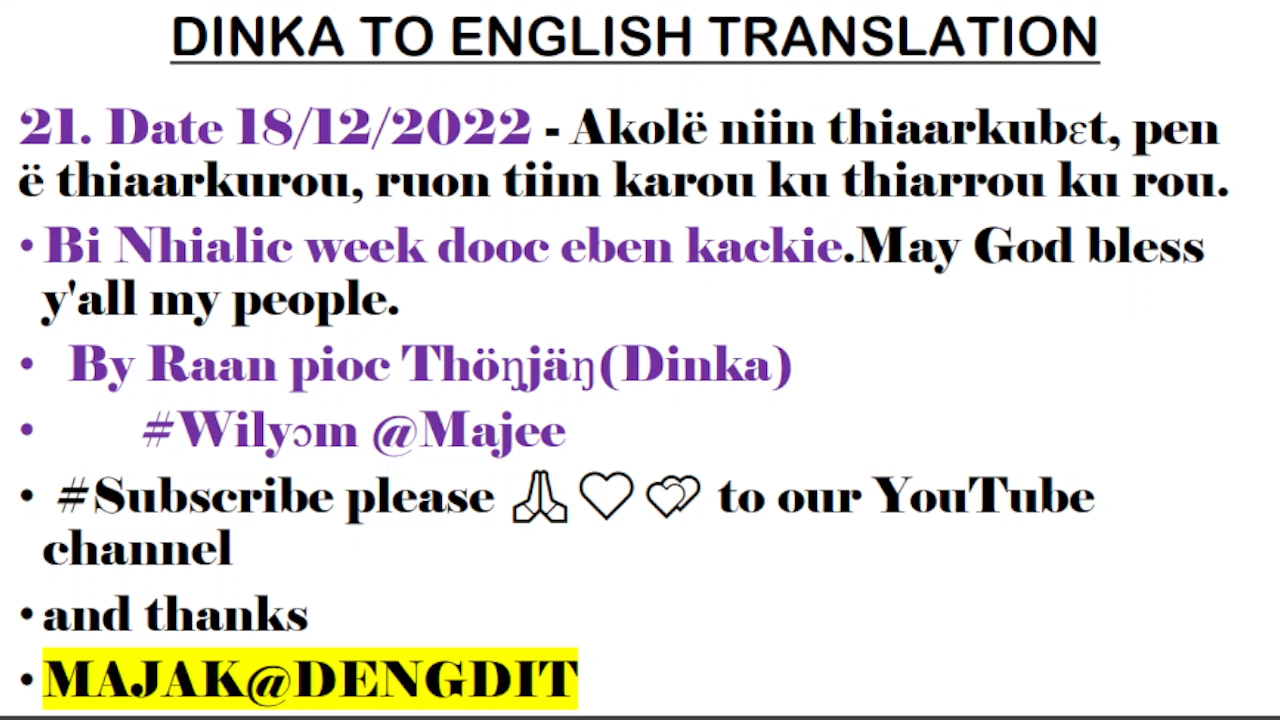 DINKA TO ENGLISH TRANSLATION
21. Date 18/12/2022 - Akolë niin thiaarkubɛt, pen
ë thiaarkurou, ruon tiim karou ku thiarrou ku rou.
• Bi Nhialic week dooc eben kackie.May God bless
y'all my people.
• By Raan pioc Thöŋjäŋ(Dinka)
• #Wilyɔm @Majee
• #Subscribe please 🙏♡💕 to our YouTube
channel
• and thanks
• MAJAK@DENGDIT